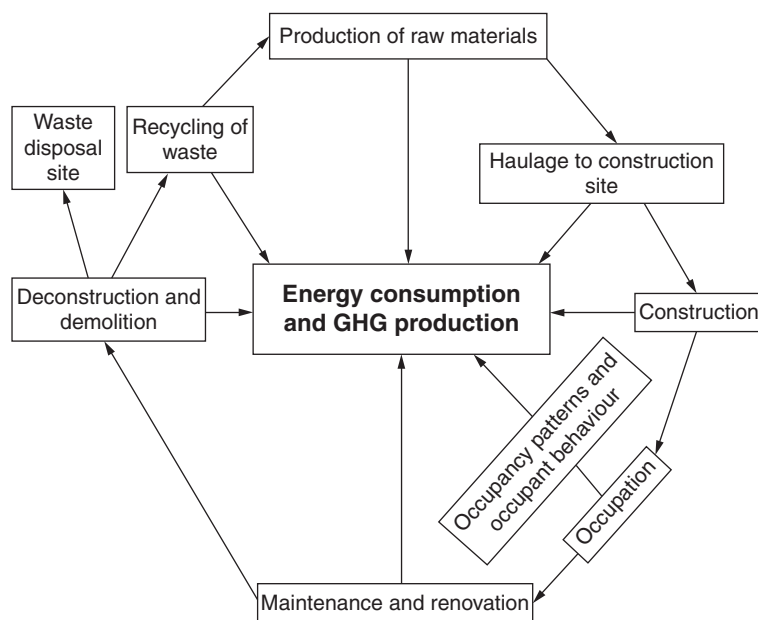 Production of raw materials
Waste
disposal
site
Recycling of
waste
Haulage to construction
site
Deconstruction and
demolition
Energy consumption
and GHG production
Construction
Occupancy patterns and
occupant behaviour
Occupation
Maintenance and renovation